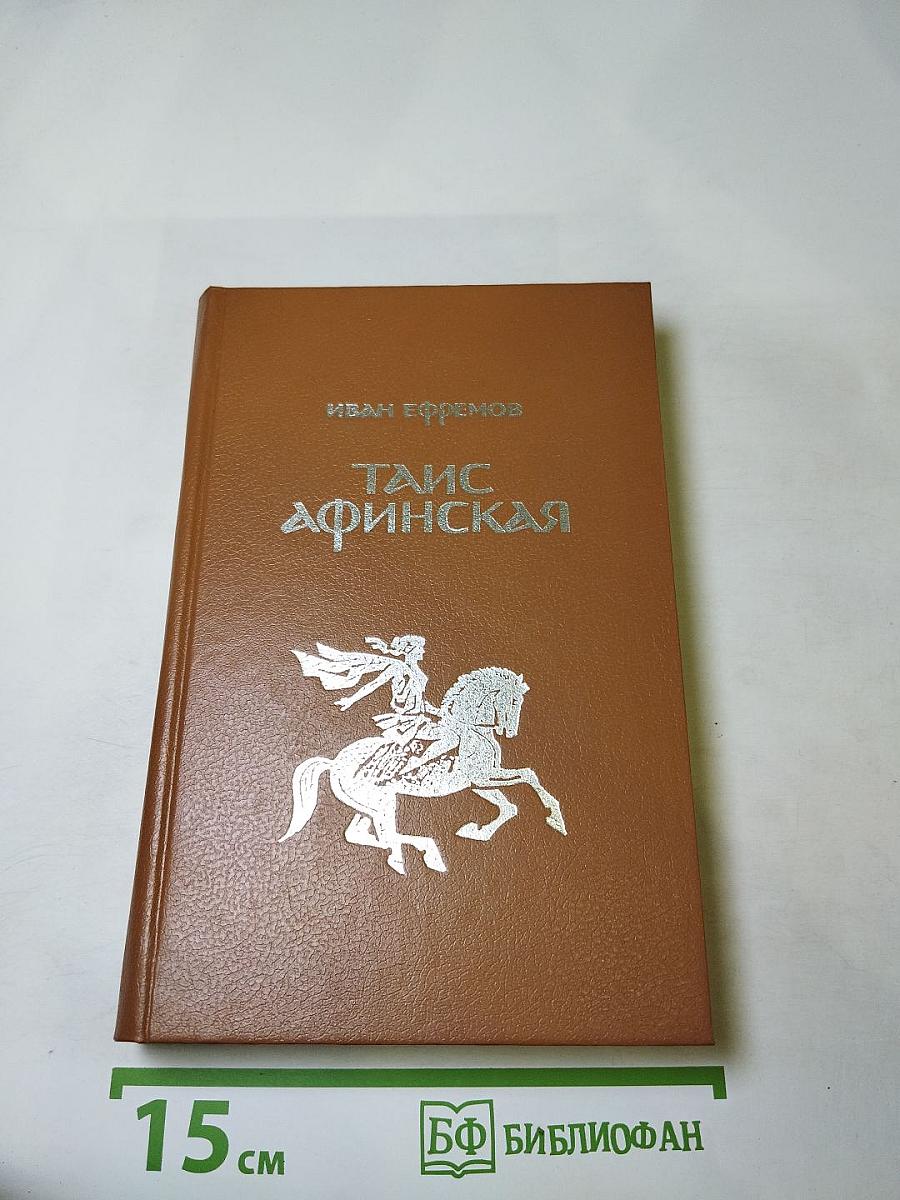 ИВАН ЕФРЕМОВ
ТАИС
АФИНСКАЯ
15 см
БФ БИБЛИОФАН